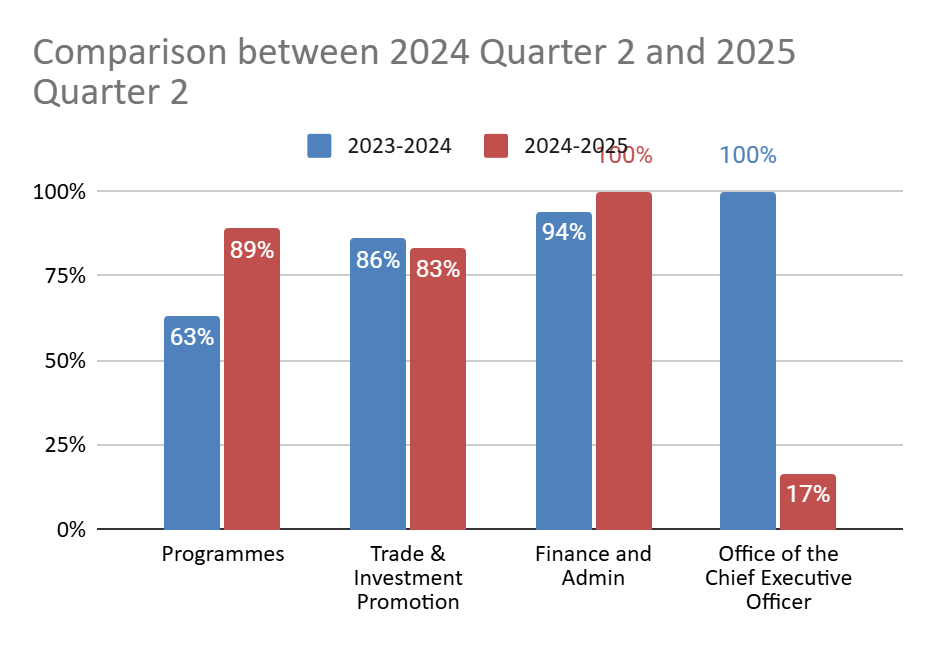 Comparison between 2024 Quarter 2 and 2025
Quarter 2
2023-2024
2024-2025
100%
100%
100%
75%
50%
25%
0%
63%
89%
86%
83%
94%
17%
Programmes
Trade &
Investment
Promotion
Finance and
Admin
Office of the
Chief Executive
Officer